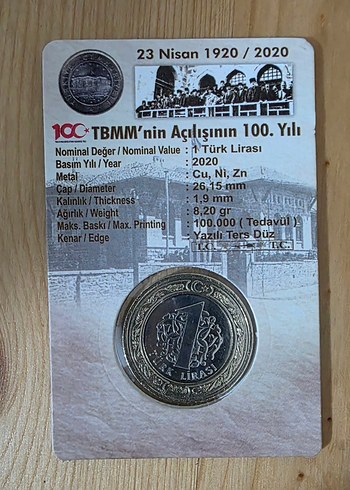 23 Nisan 1920 / 2020
100 TBMM'nin Açılışının 100. Yılı
Nominal Değer / Nominal Value : 1 Türk Lirası
Basım Yılı / Year : 2020
Metal : Cu, Ni, Zn
Çap / Diameter : 26,15 mm
Kalınlık / Thickness : 1,9 mm
Ağırlık / Weight : 8,20 gr
Maks. Baskı / Max. Printing : 100.000 ( Tedavül )
Kenar / Edge : Yazılı Ters Düz
T.C. T.C.
1
TÜRK LİRASI